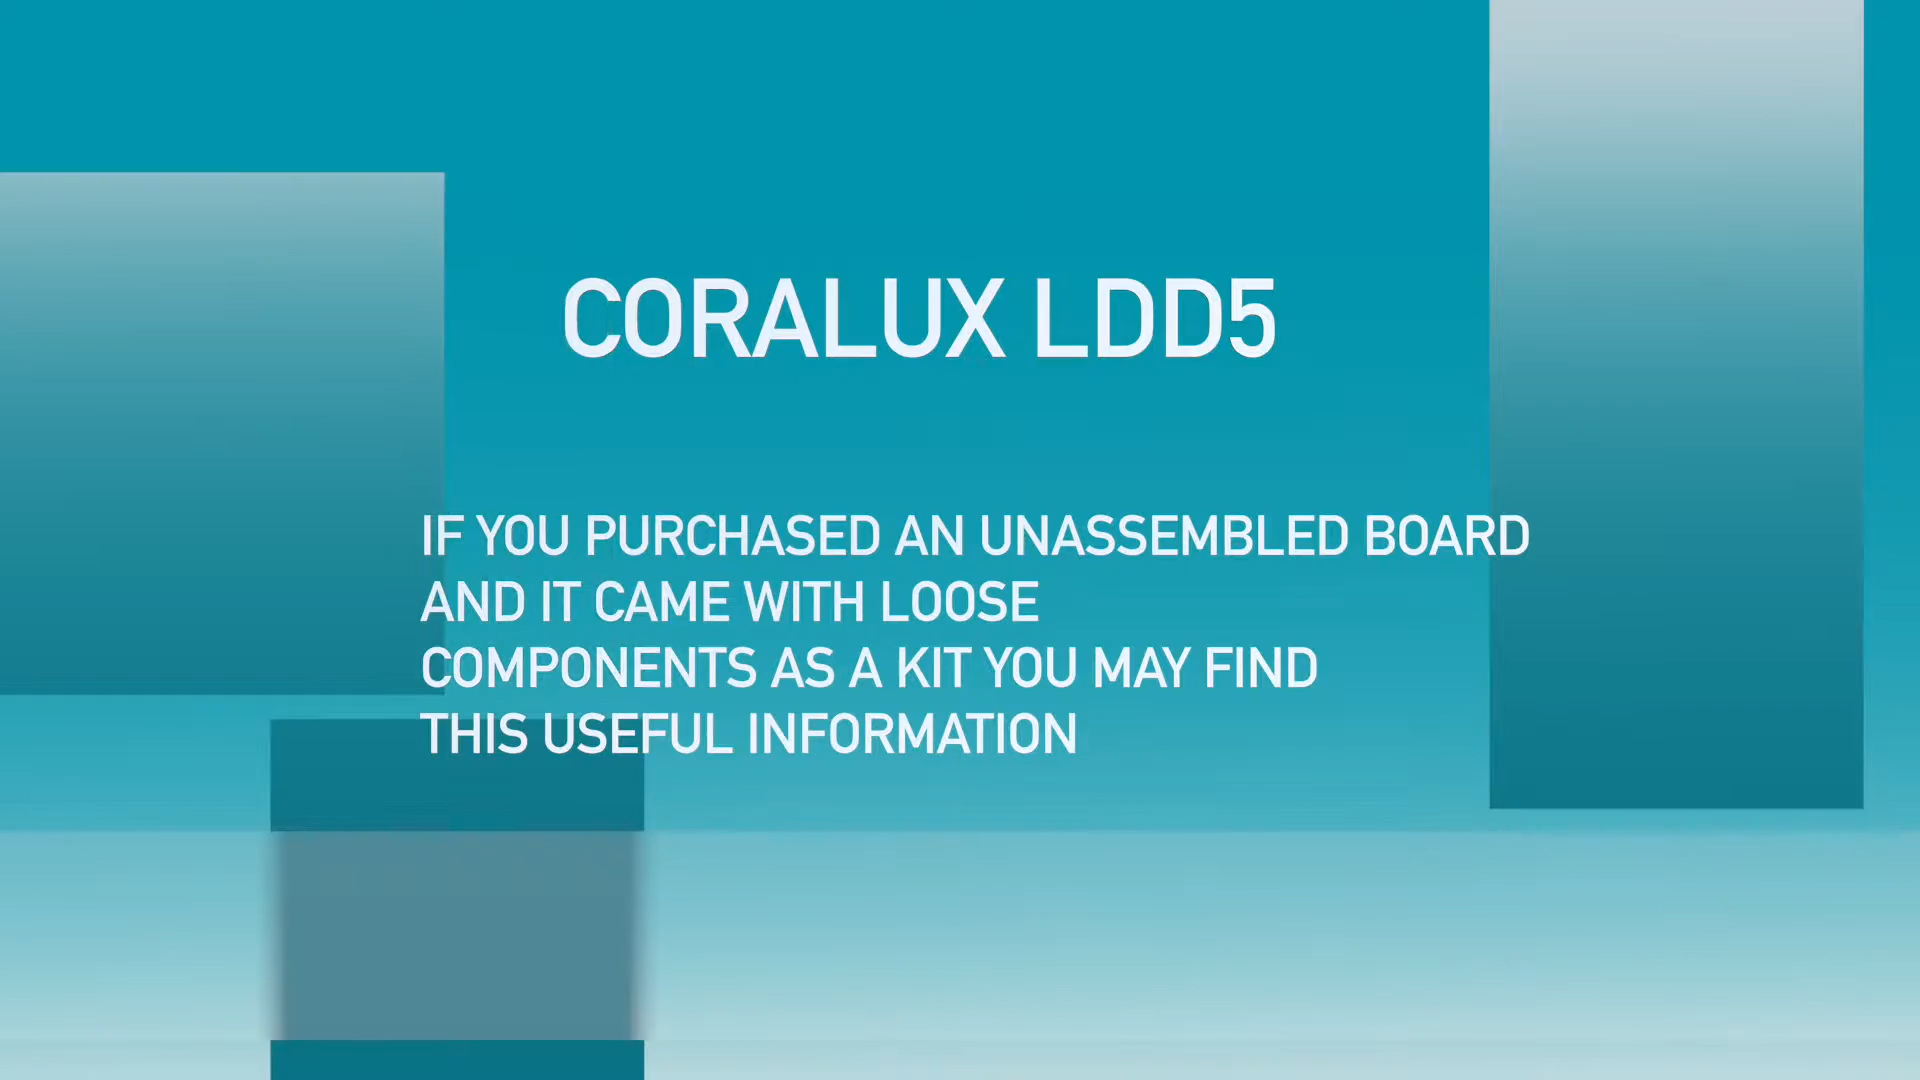 CORALUX LDD5
IF YOU PURCHASED AN UNASSEMBLED BOARD
AND IT CAME WITH LOOSE
COMPONENTS AS A KIT YOU MAY FIND
THIS USEFUL INFORMATION